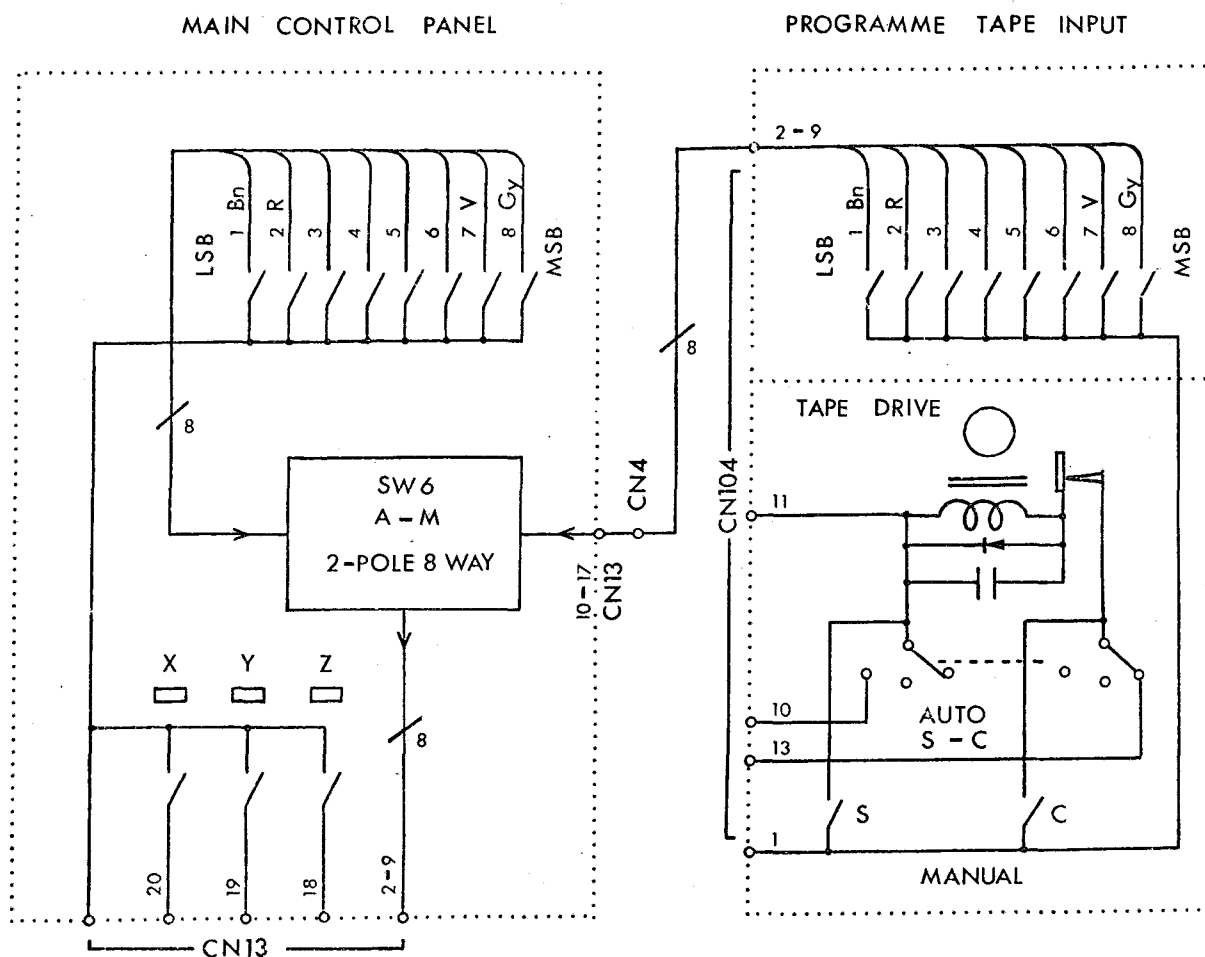 MAIN CONTROL PANEL
PROGRAMME TAPE INPUT
LSB
1 Bn
2 R
3
4
5
6
7 V
8 Gy
MSB
8
SW6
A-M
2-POLE 8 WAY
10-17
CN13
CN4
8
X
Y
Z
8
20
19
18
2-9
CN13
2-9
LSB
1 Bn
2 R
3
4
5
6
7 V
8 Gy
MSB
CN104
TAPE DRIVE
11
10
AUTO
S-C
13
S
C
1
MANUAL